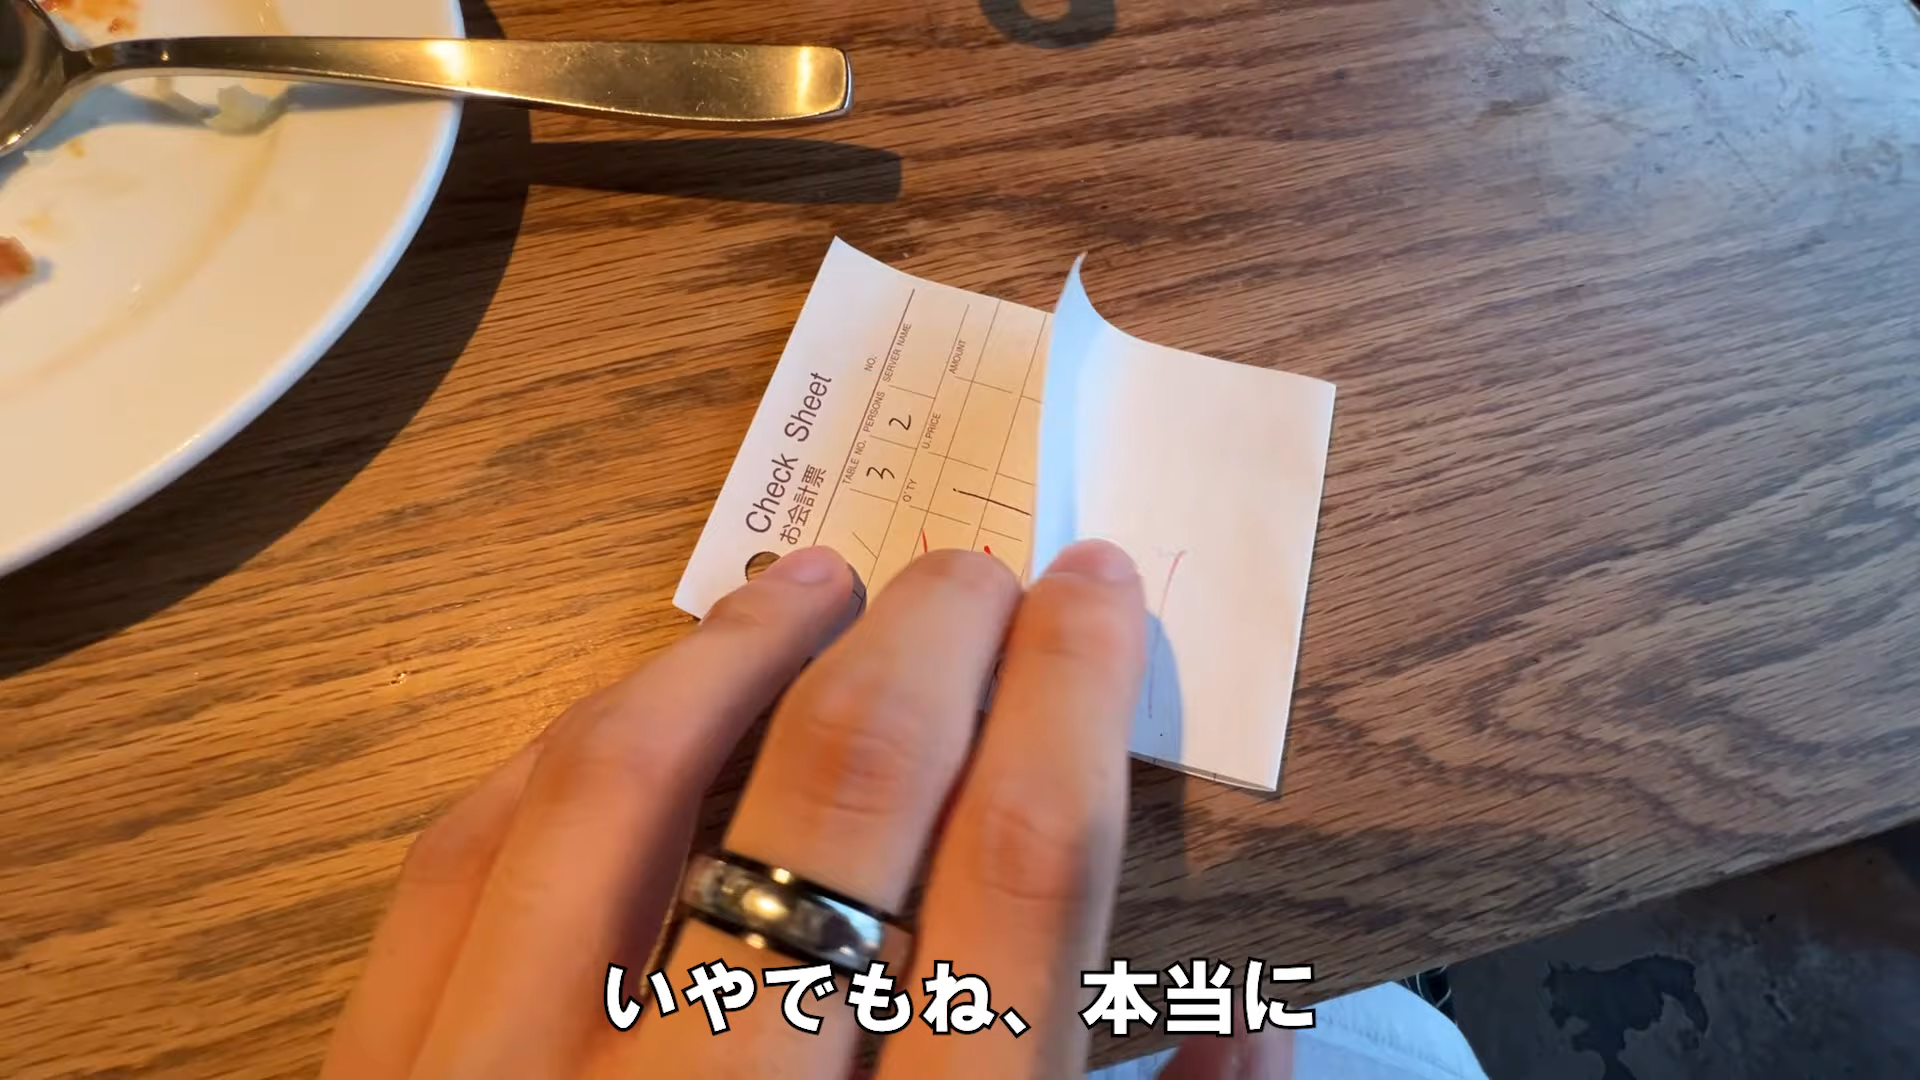 Check Sheet
お会計票
NO.
TABLE NO. PERSONS SERVER NAME
3 2
Q'TY U.PRICE AMOUNT
いやでもね、本当に